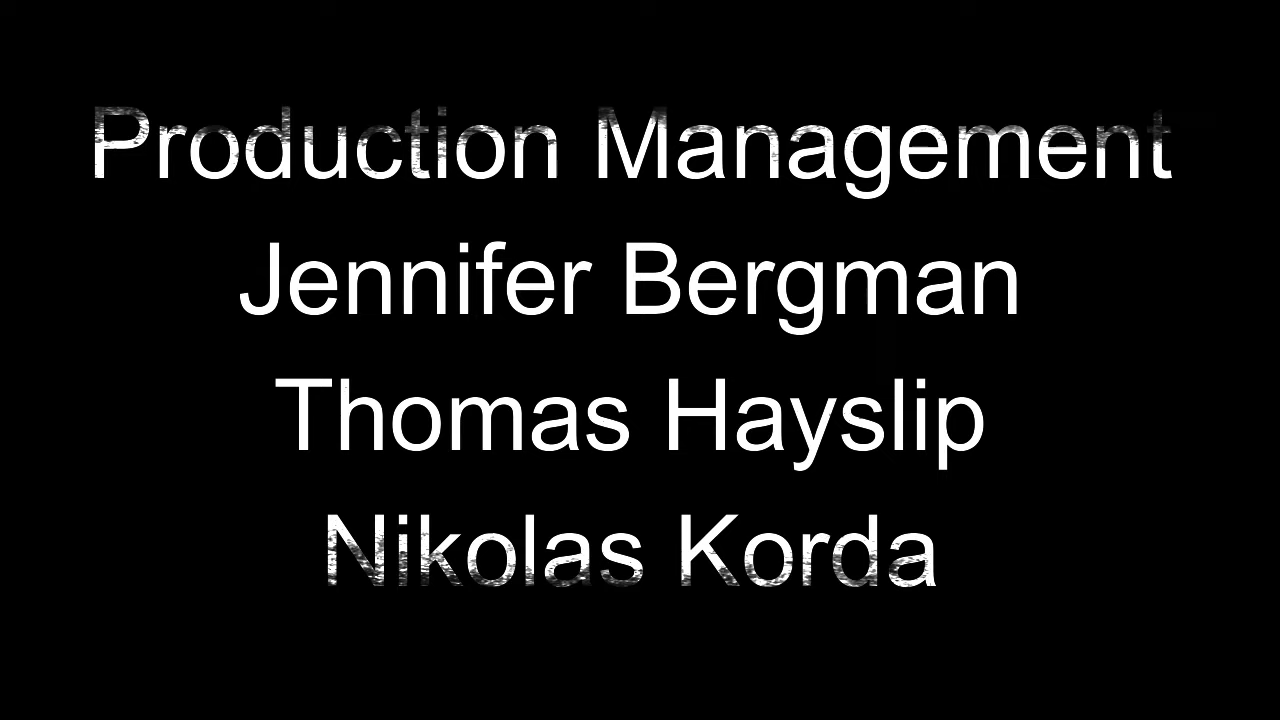 Production Management
Jennifer Bergman
Thomas Hayslip
Nikolas Korda